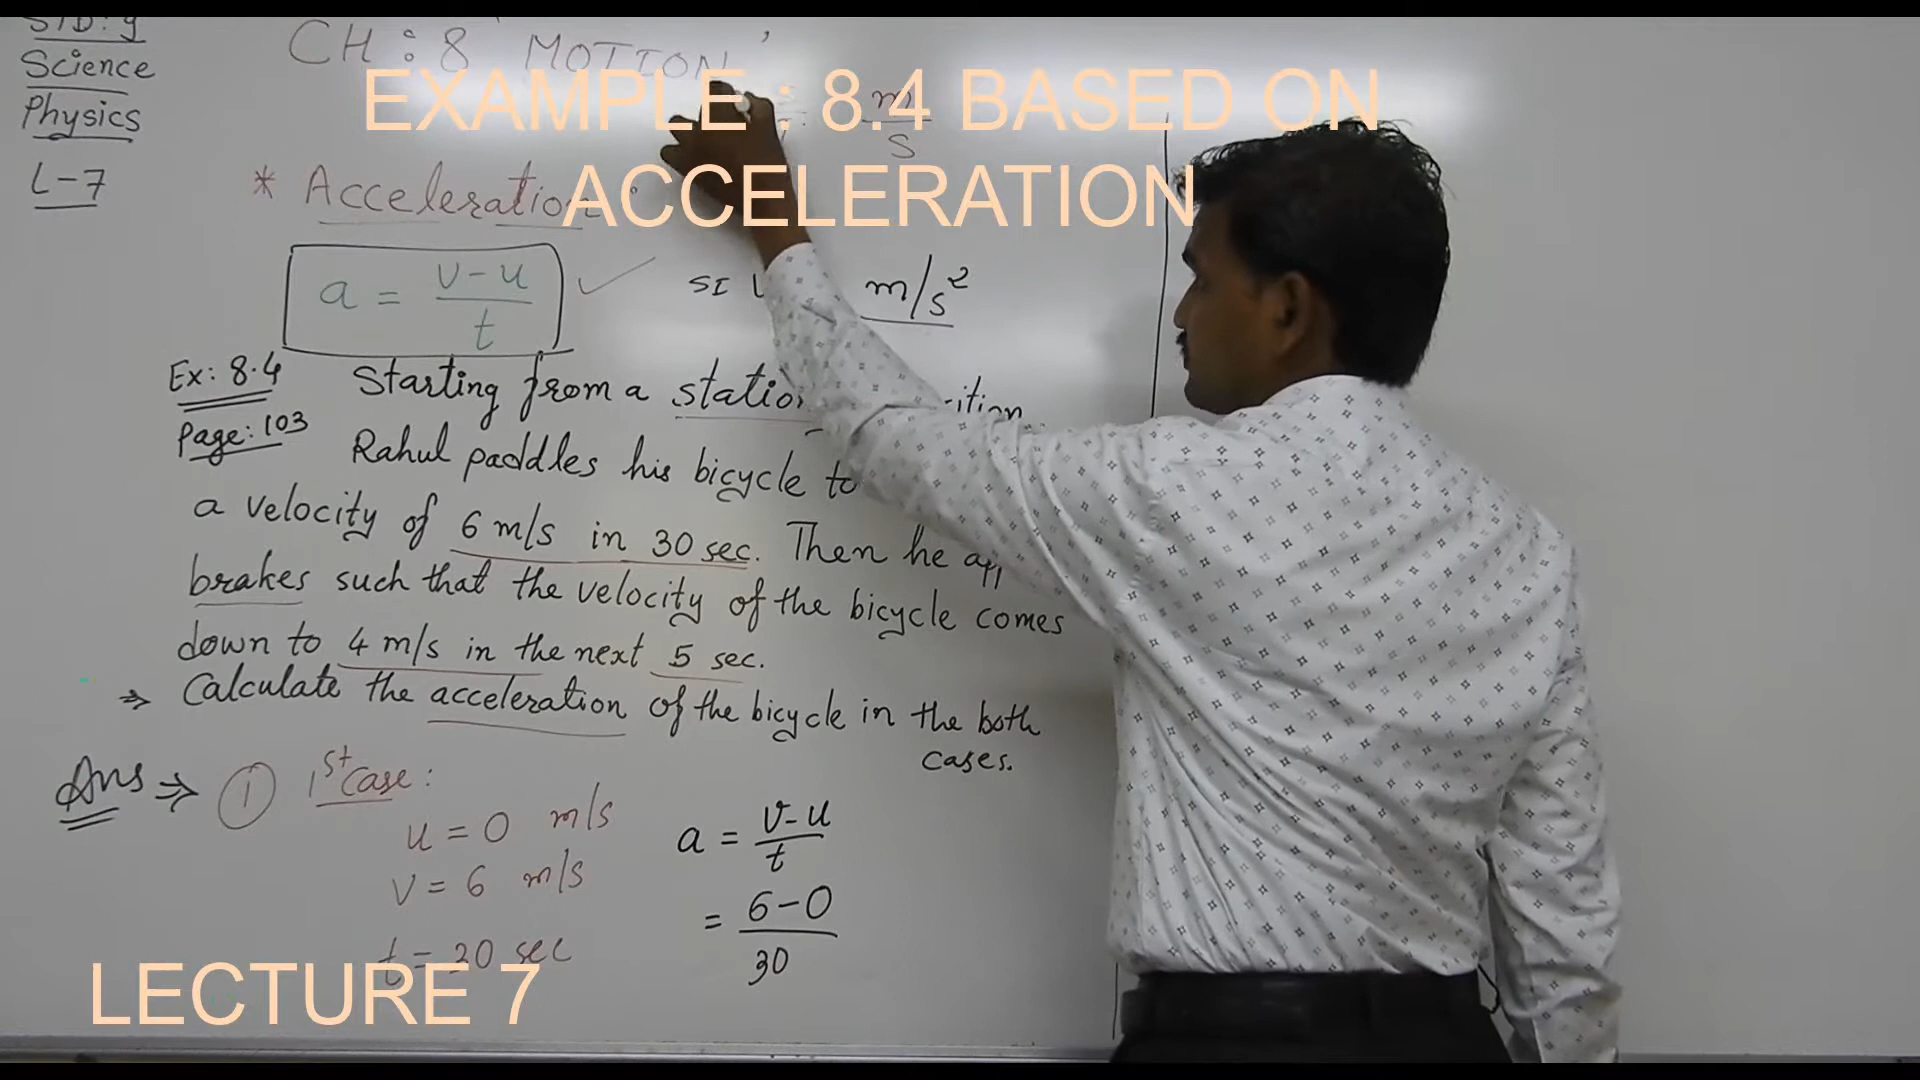 STD: 9
Science
Physics
L-7
CH : 8 ' MOTION '
EXAMPLE : 8.4 BASED ON
ACCELERATION
m
s
* Acceleration :
a = v - u
t
SI
m/s²
Ex: 8.4
Page: 103
Starting from a
Rahul paddles his bicycle to
a velocity of 6 m/s in 30 sec. Then he
brakes such that the velocity of the bicycle comes
down to 4 m/s in the next 5 sec.
⇒ Calculate the acceleration of the bicycle in the both
cases.
Ans ⇒ 1 1st Case :
u = 0 m/s
v = 6 m/s
t = 30 sec
a = v - u
t
= 6 - 0
30
LECTURE 7